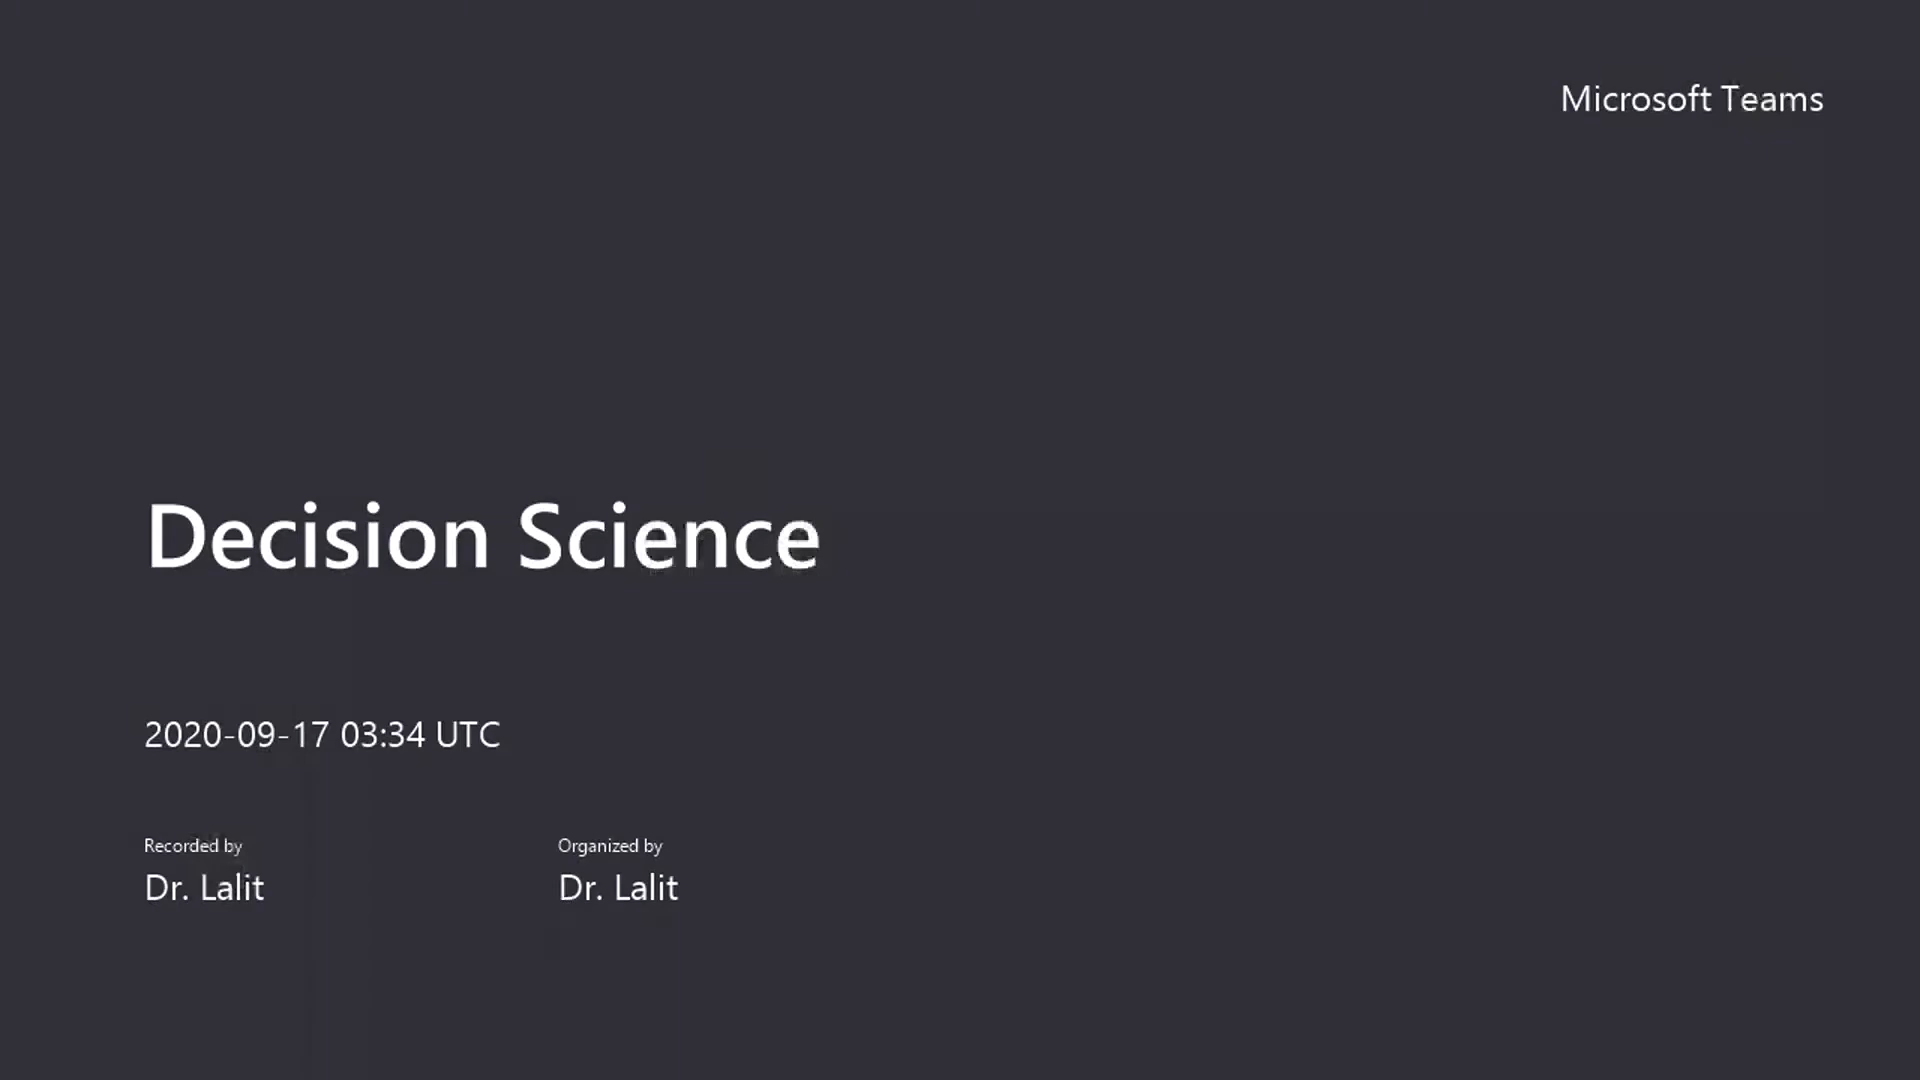 Microsoft Teams
Decision Science
2020-09-17 03:34 UTC
Recorded by
Dr. Lalit
Organized by
Dr. Lalit